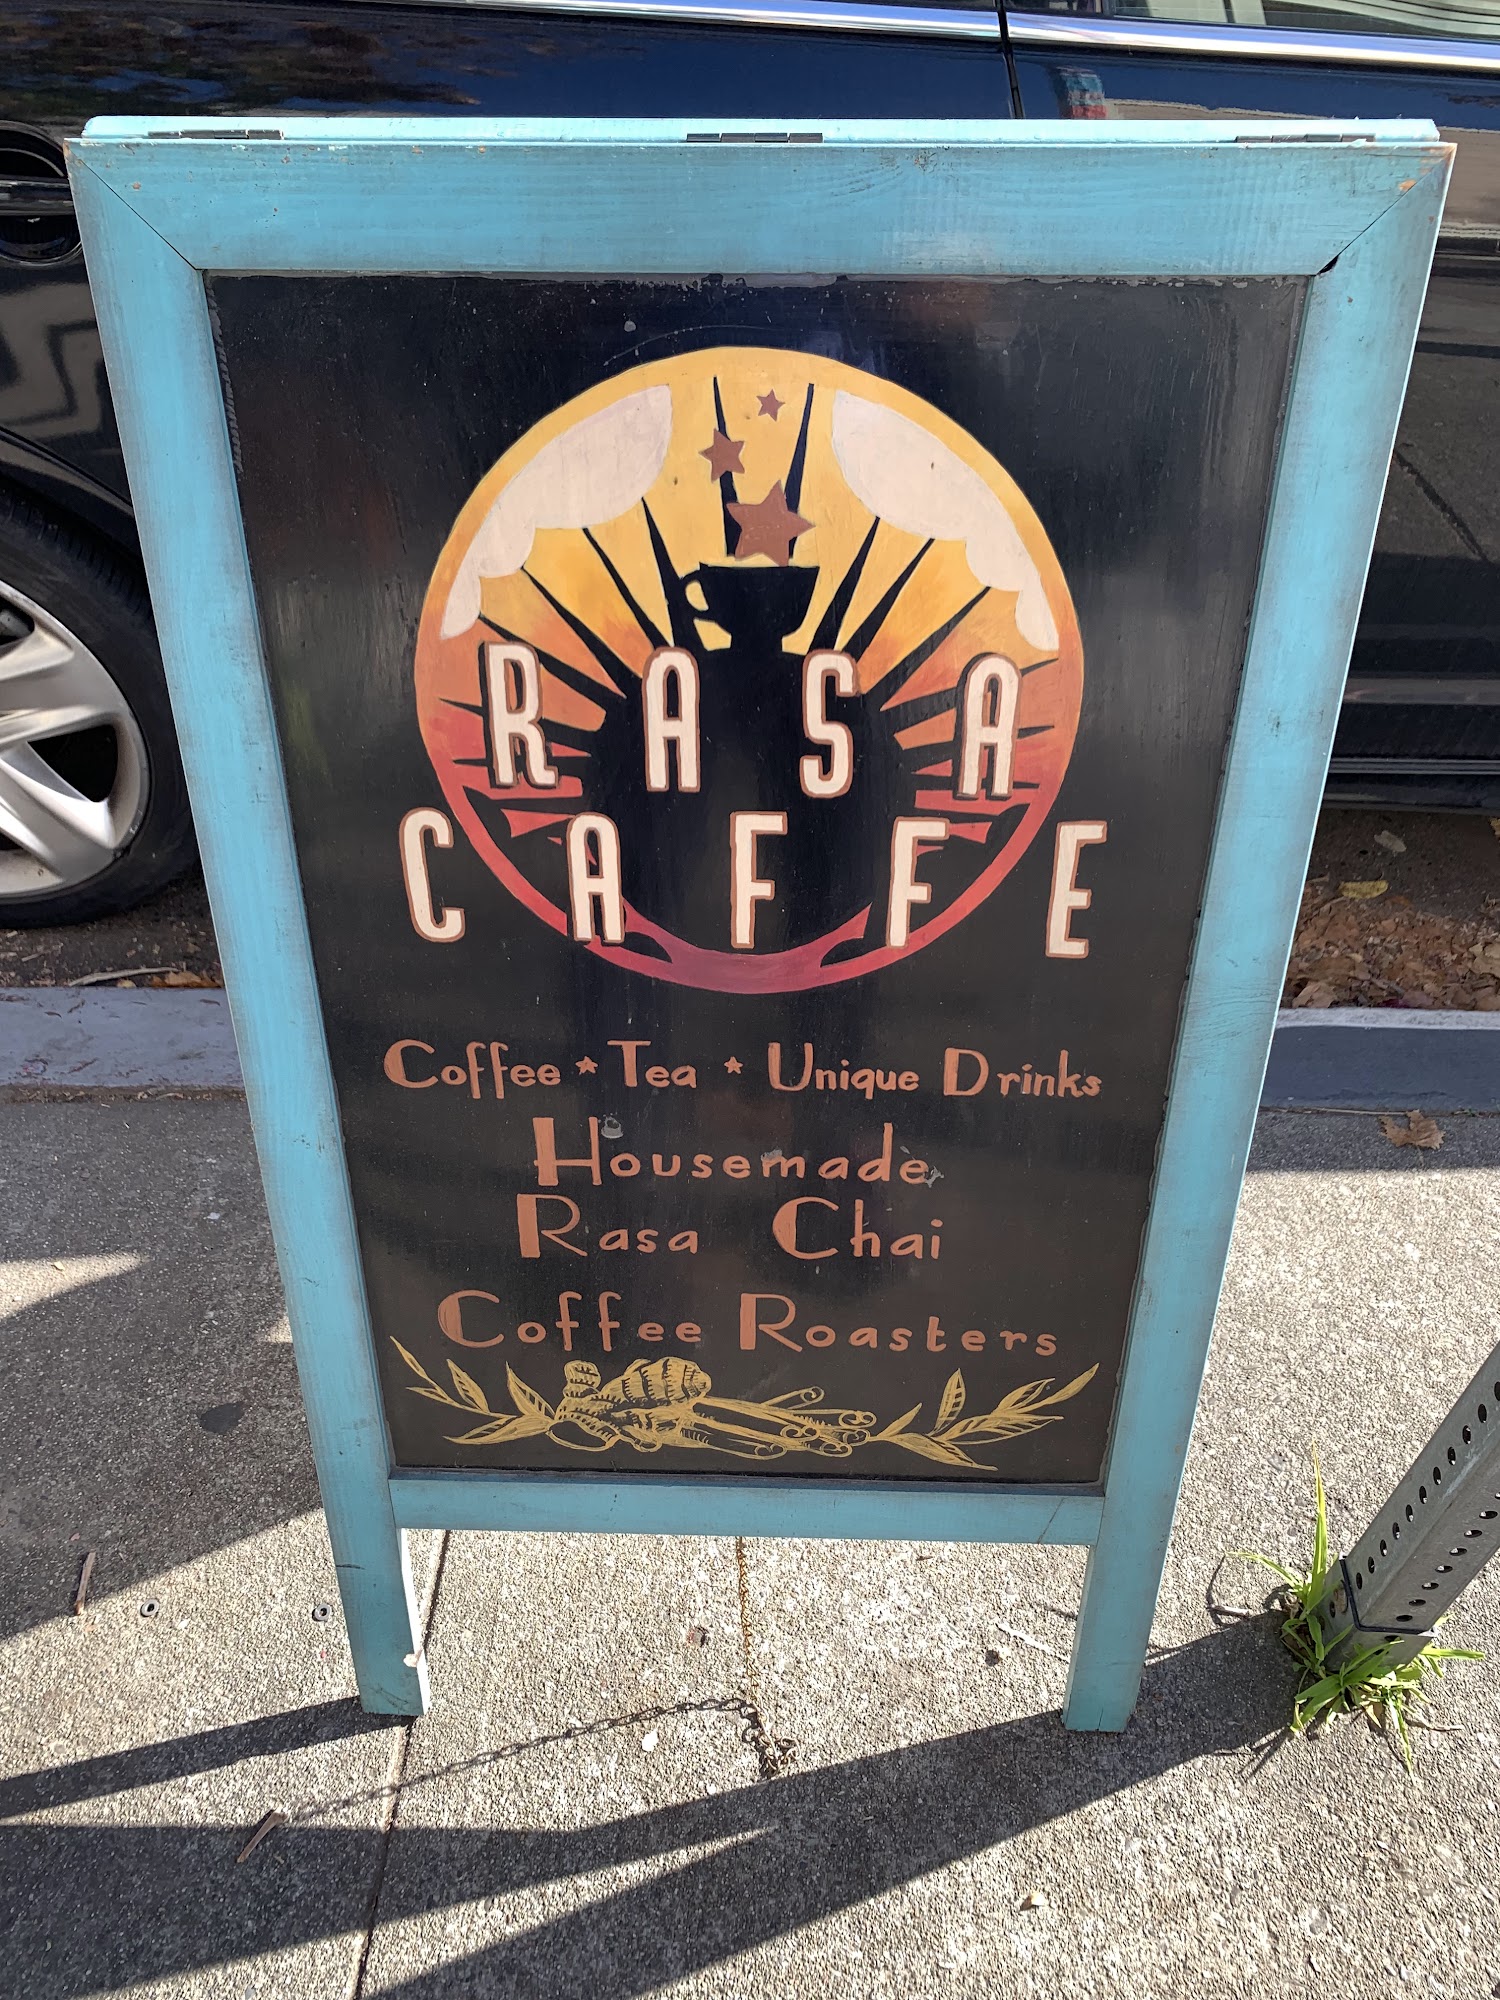 RASA
CAFFE
Coffee * Tea * Unique Drinks
Housemade
Rasa Chai
Coffee Roasters